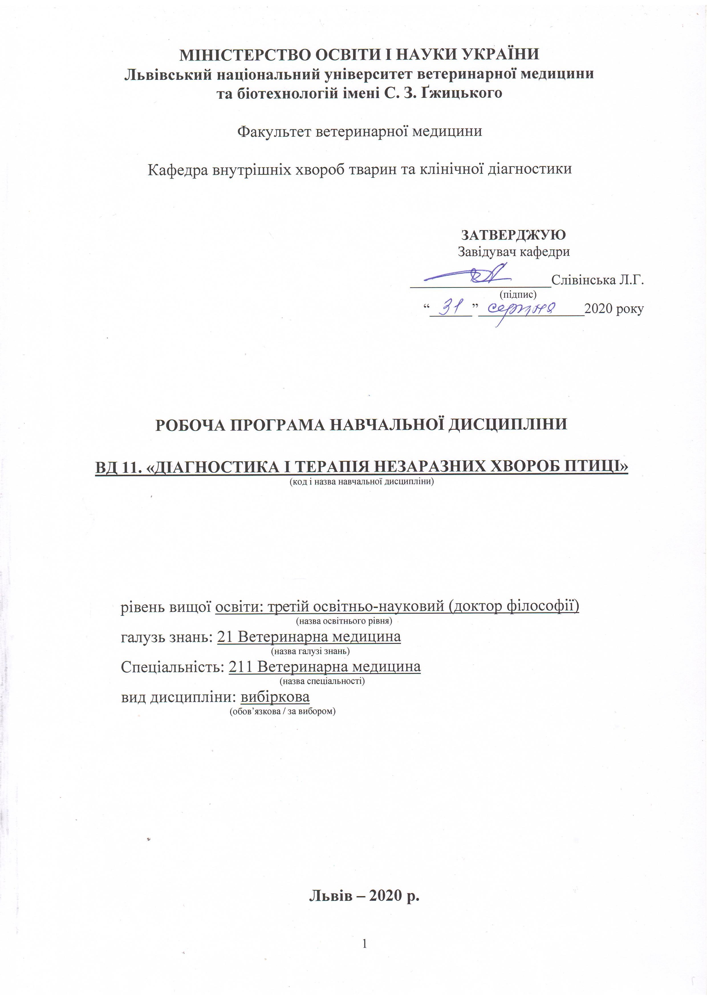 МІНІСТЕРСТВО ОСВІТИ І НАУКИ УКРАЇНИ
Львівський національний університет ветеринарної медицини
та біотехнологій імені С. З. Ґжицького
Факультет ветеринарної медицини
Кафедра внутрішніх хвороб тварин та клінічної діагностики
ЗАТВЕРДЖУЮ
Завідувач кафедри
Слівінська Л.Г.
(підпис)
“ 31 ” серпня 2020 року
РОБОЧА ПРОГРАМА НАВЧАЛЬНОЇ ДИСЦИПЛІНИ
ВД 11. «ДІАГНОСТИКА І ТЕРАПІЯ НЕЗАРАЗНИХ ХВОРОБ ПТИЦІ»
(код і назва навчальної дисципліни)
рівень вищої освіти: третій освітньо-науковий (доктор філософії)
(назва освітнього рівня)
галузь знань: 21 Ветеринарна медицина
(назва галузі знань)
Спеціальність: 211 Ветеринарна медицина
(назва спеціальності)
вид дисципліни: вибіркова
(обов’язкова / за вибором)
Львів – 2020 р.
1